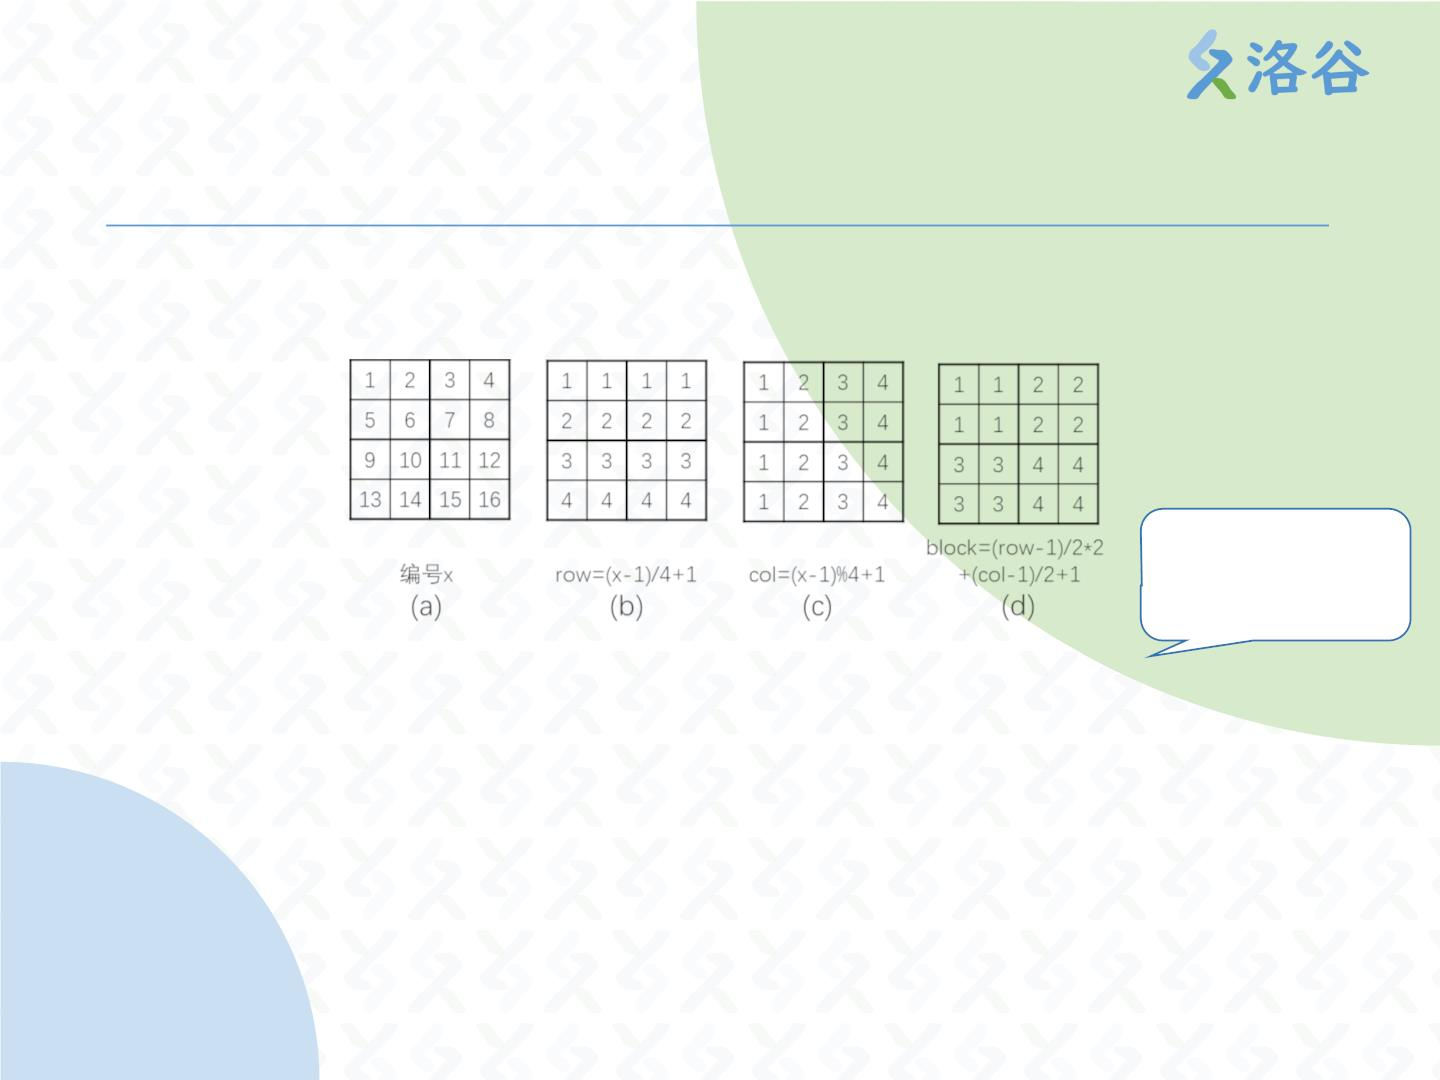 洛谷
1 2 3 4
5 6 7 8
9 10 11 12
13 14 15 16
编号x
(a)
1 1 1 1
2 2 2 2
3 3 3 3
4 4 4 4
row=(x-1)/4+1
(b)
1 2 3 4
1 2 3 4
1 2 3 4
1 2 3 4
col=(x-1)%4+1
(c)
1 1 2 2
1 1 2 2
3 3 4 4
3 3 4 4
block=(row-1)/2*2
+(col-1)/2+1
(d)